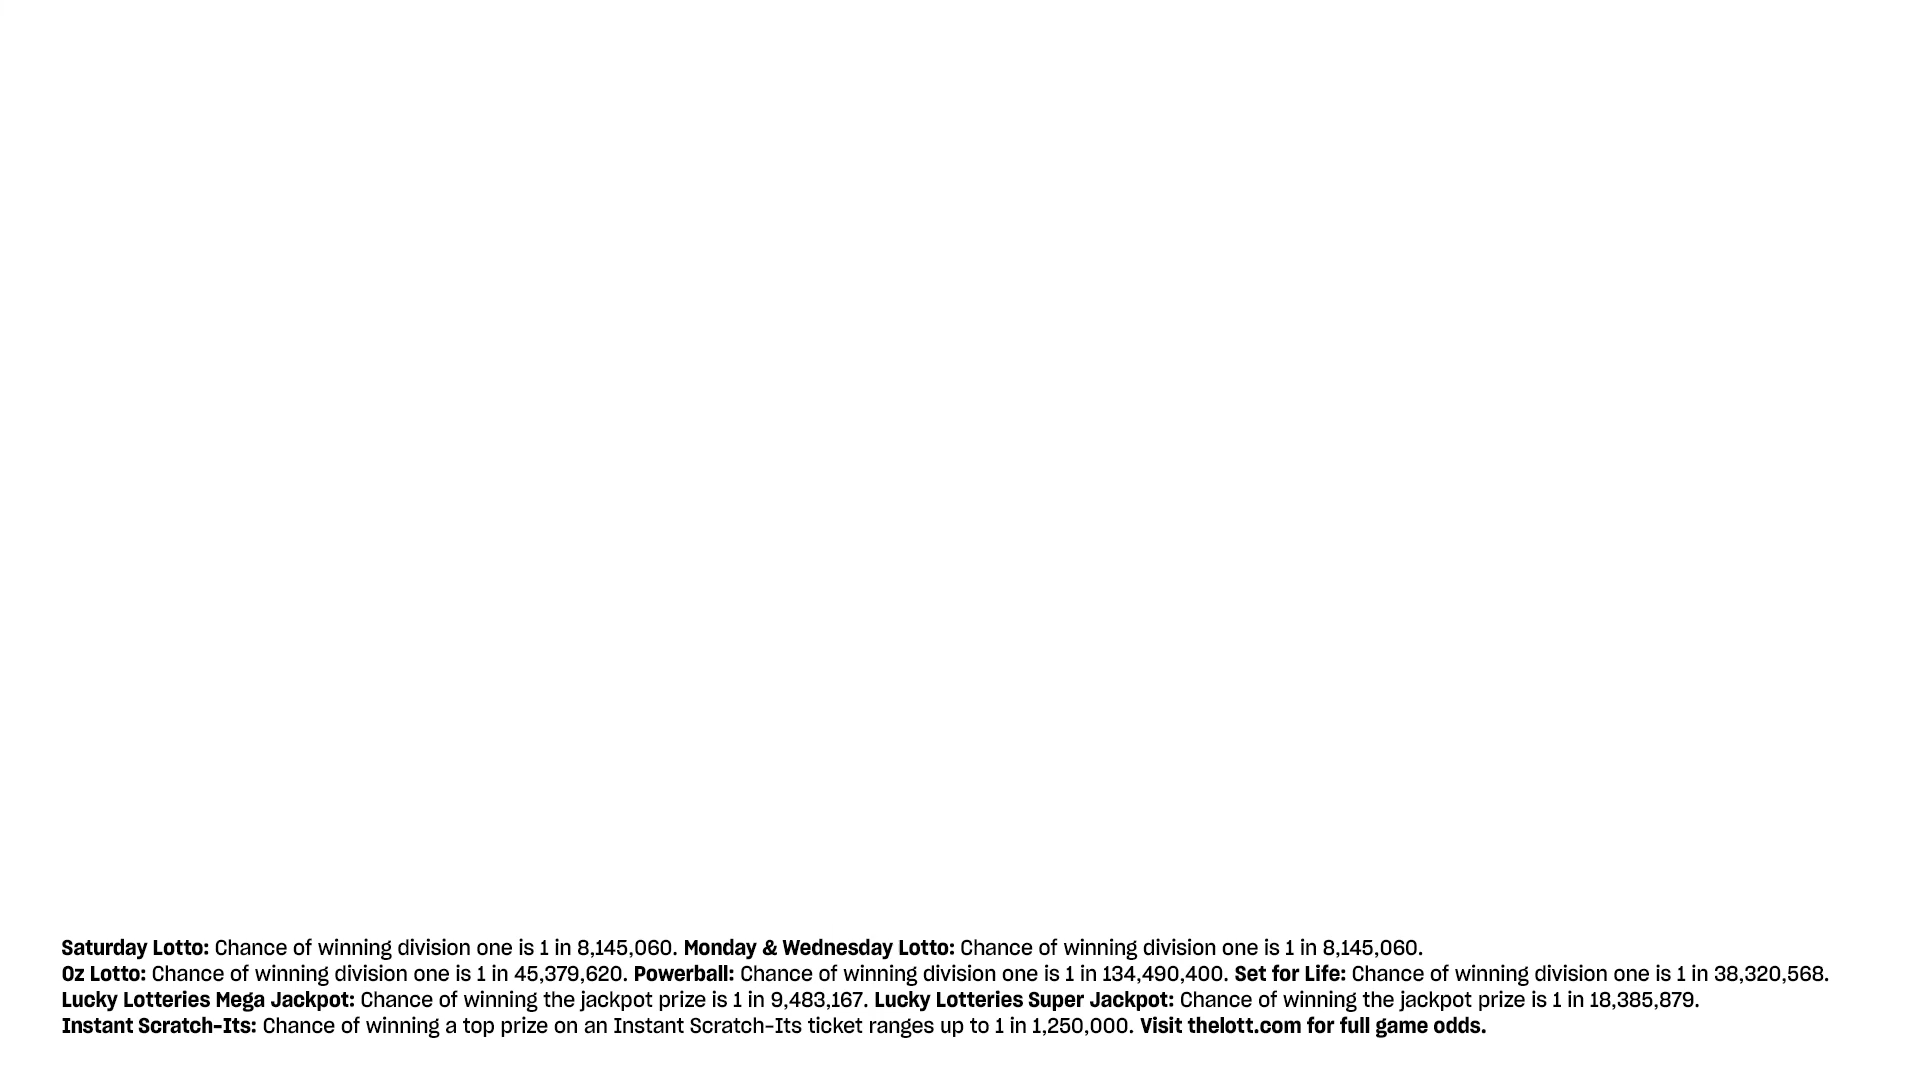 Saturday Lotto: Chance of winning division one is 1 in 8,145,060. Monday & Wednesday Lotto: Chance of winning division one is 1 in 8,145,060.
Oz Lotto: Chance of winning division one is 1 in 45,379,620. Powerball: Chance of winning division one is 1 in 134,490,400. Set for Life: Chance of winning division one is 1 in 38,320,568.
Lucky Lotteries Mega Jackpot: Chance of winning the jackpot prize is 1 in 9,483,167. Lucky Lotteries Super Jackpot: Chance of winning the jackpot prize is 1 in 18,385,879.
Instant Scratch-Its: Chance of winning a top prize on an Instant Scratch-Its ticket ranges up to 1 in 1,250,000. Visit thelott.com for full game odds.